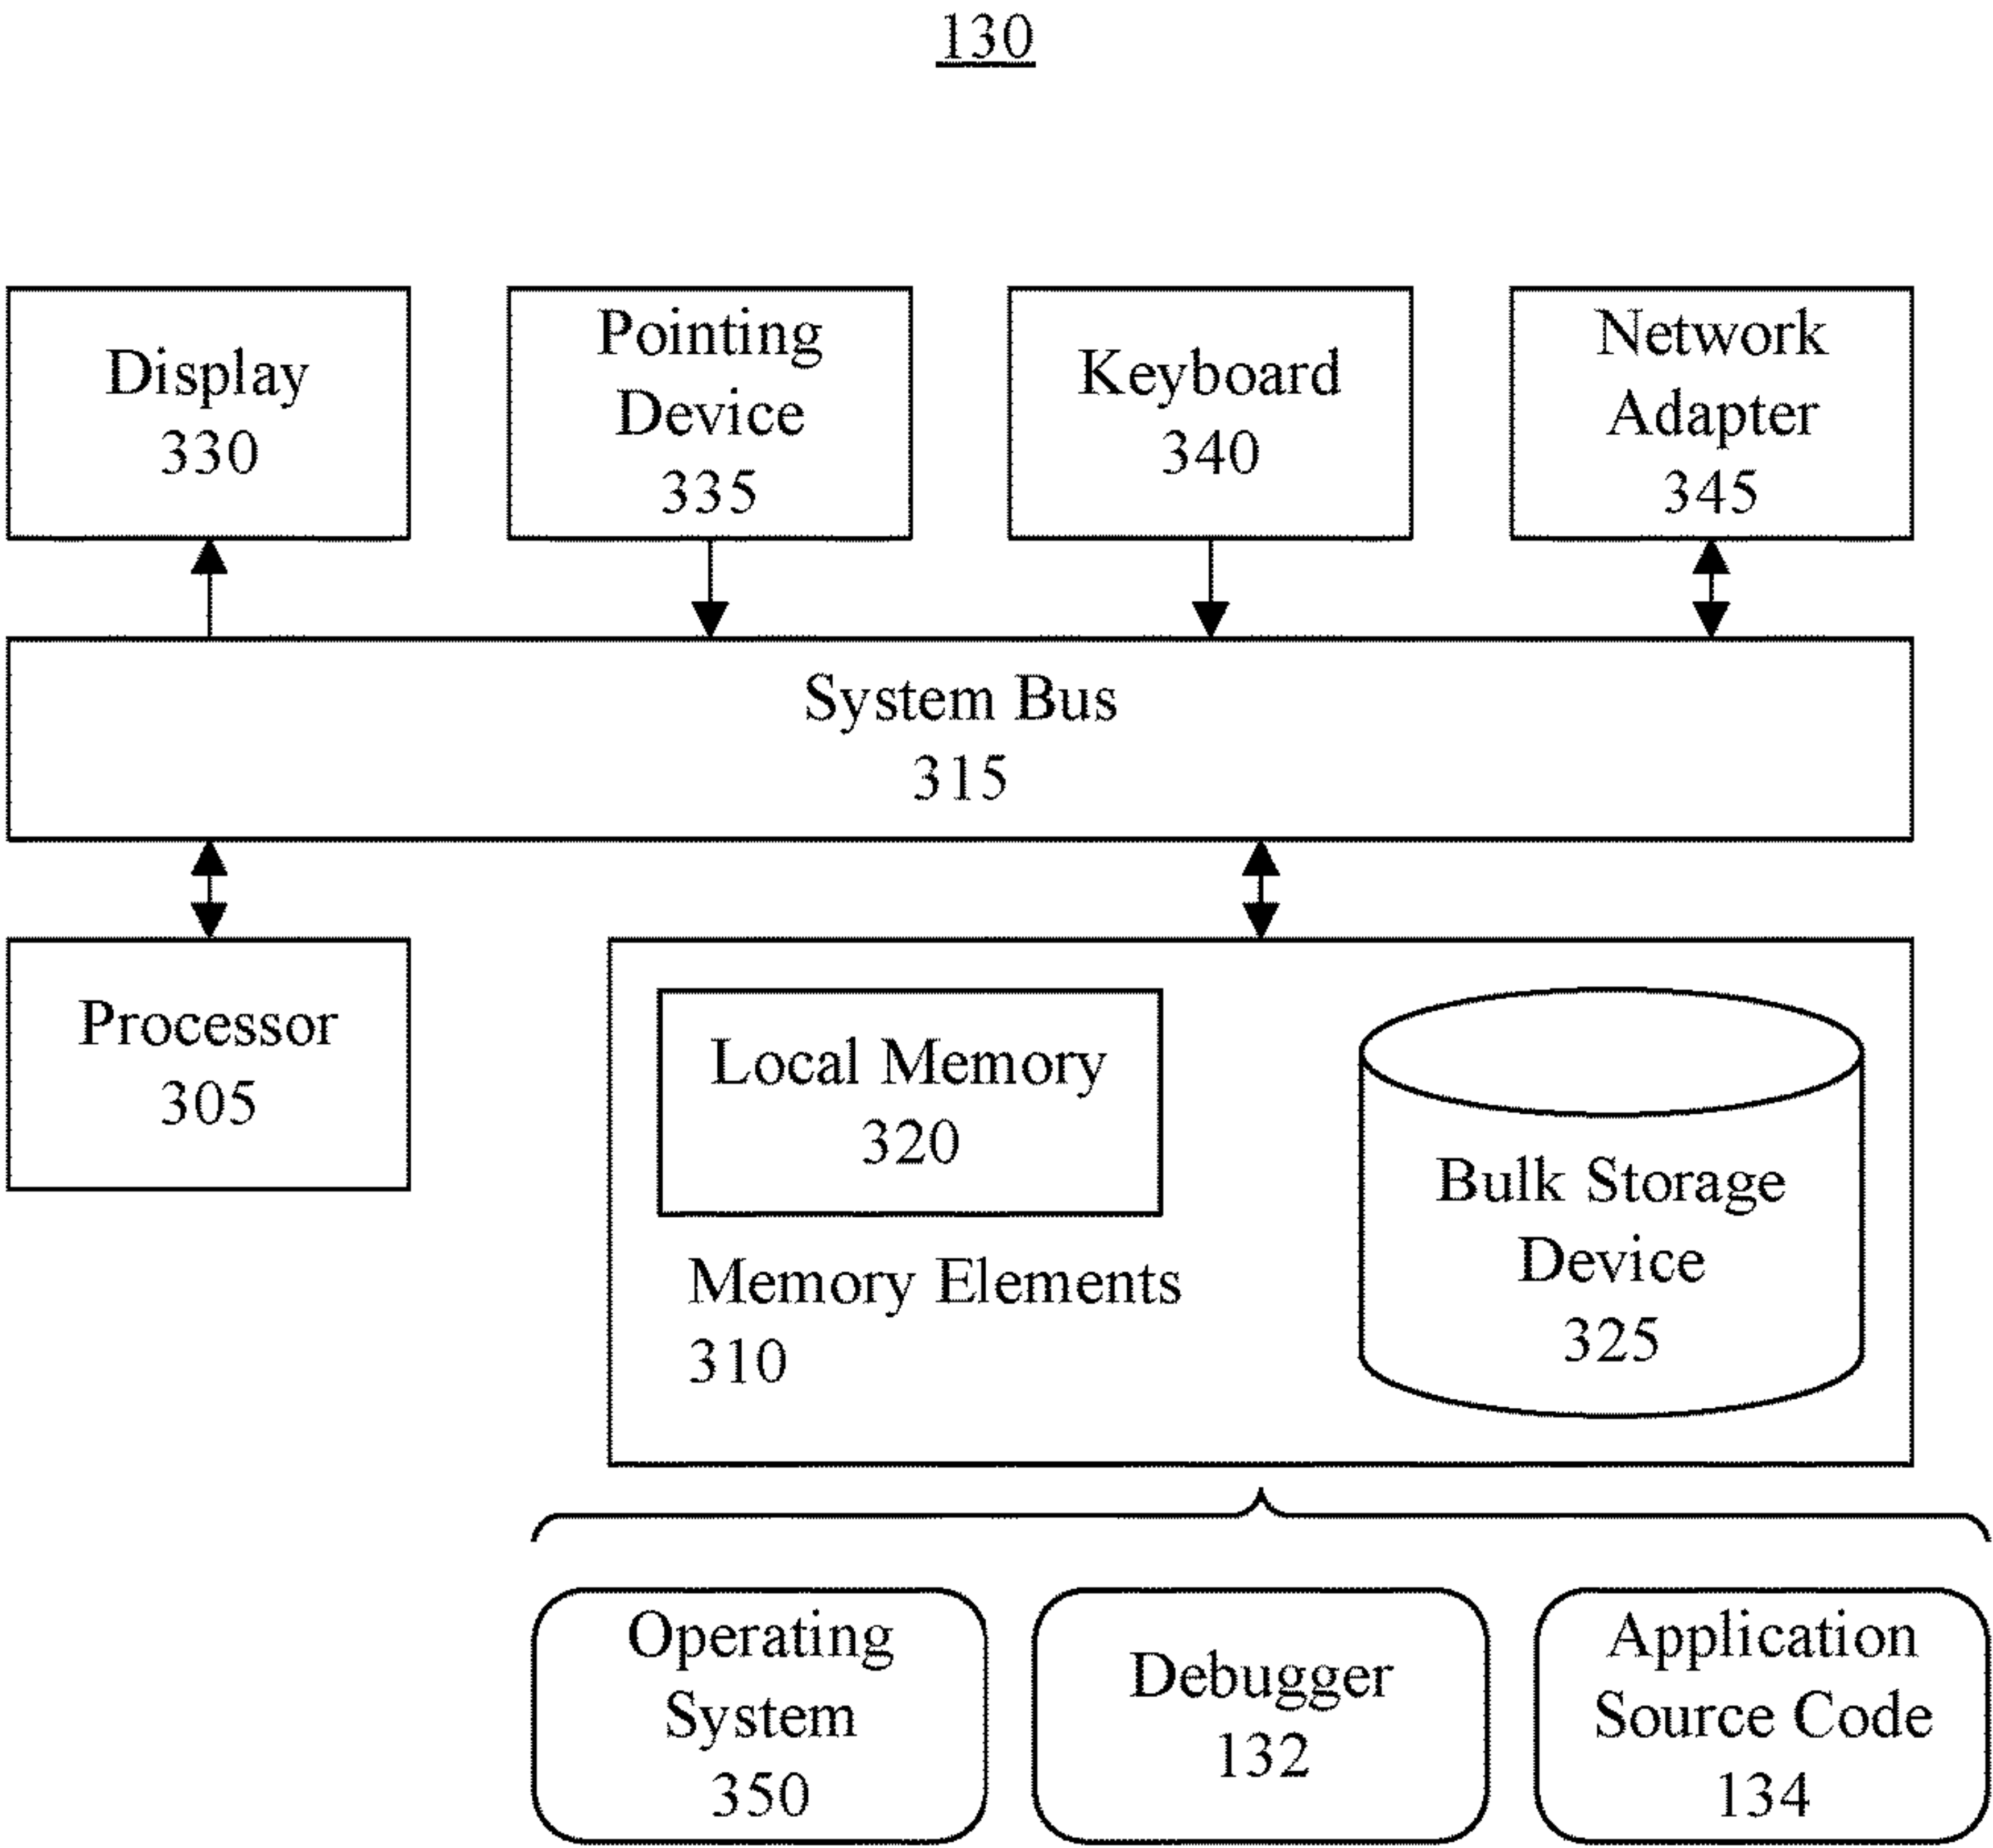 130
Display
330
Pointing
Device
335
Keyboard
340
Network
Adapter
345
System Bus
315
Processor
305
Local Memory
320
Memory Elements
310
Bulk Storage
Device
325
Operating
System
350
Debugger
132
Application
Source Code
134